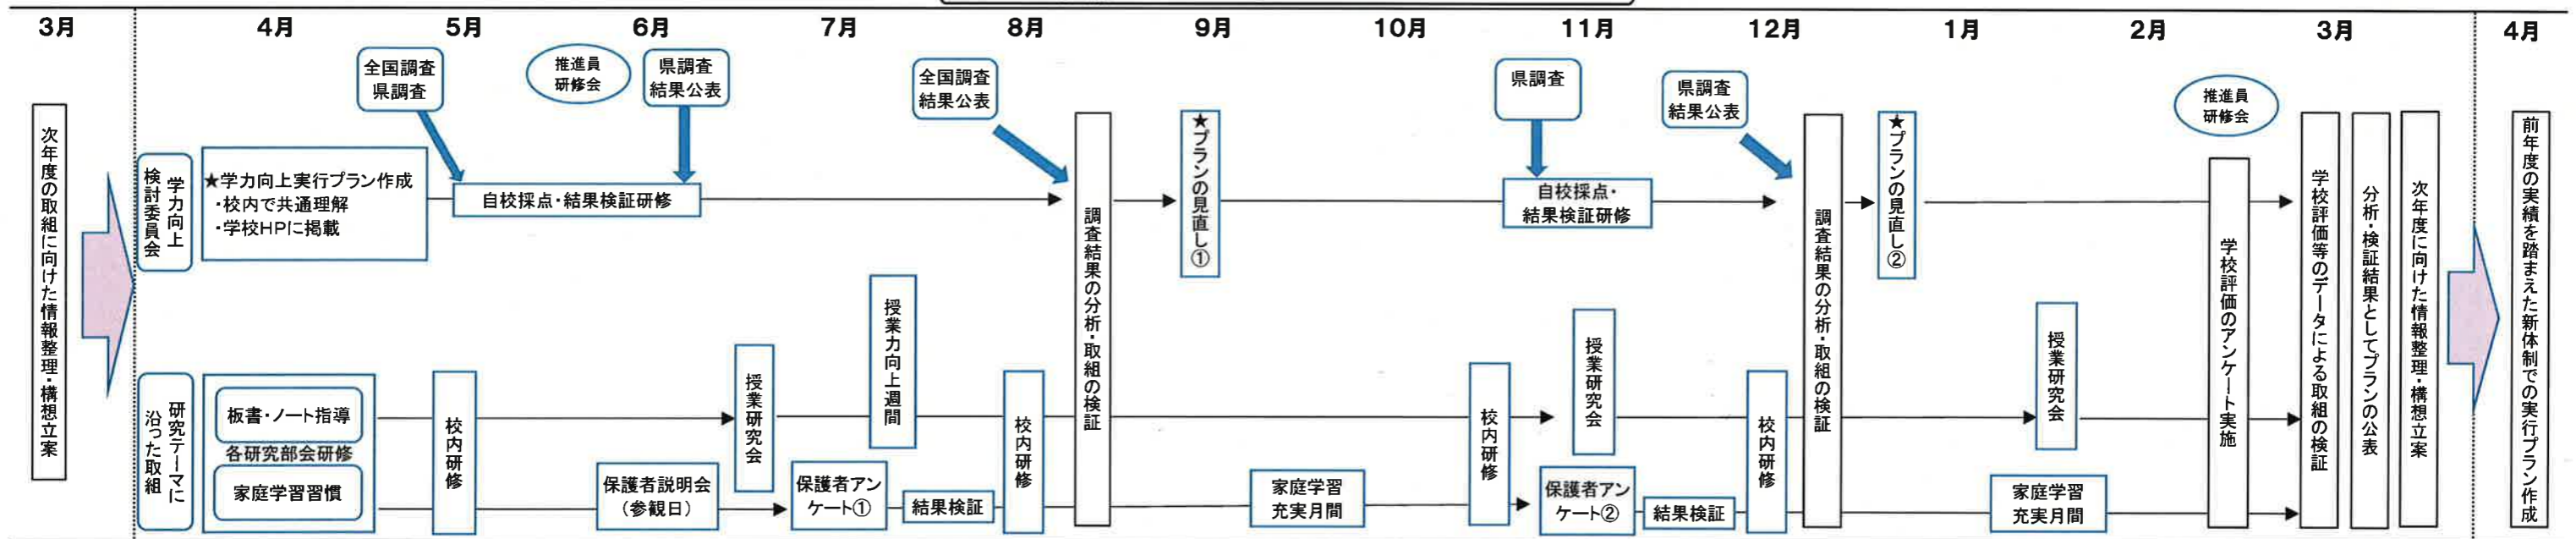 3月
4月
5月
6月
7月
8月
9月
10月
11月
12月
1月
2月
3月
4月
全国調査
県調査
推進員
研修会
県調査
結果公表
全国調査
結果公表
県調査
県調査
結果公表
推進員
研修会
次年度の取組に向けた情報整理・構想立案
学力向上
検討委員会
★学力向上実行プラン作成
・校内で共通理解
・学校HPに掲載
自校採点・結果検証研修
調査結果の分析・取組の検証
★プランの見直し①
自校採点・
結果検証研修
調査結果の分析・取組の検証
★プランの見直し②
学校評価のアンケート実施
学校評価等のデータによる取組の検証
分析・検証結果としてプランの公表
次年度に向けた情報整理・構想立案
前年度の実績を踏まえた新体制での実行プラン作成
研究テーマに
沿った取組
板書・ノート指導
各研究部会研修
家庭学習習慣
校内研修
保護者説明会
（参観日）
授業研究会
保護者アン
ケート①
授業力向上週間
結果検証
校内研修
家庭学習
充実月間
校内研修
保護者アン
ケート②
授業研究会
結果検証
校内研修
家庭学習
充実月間
授業研究会